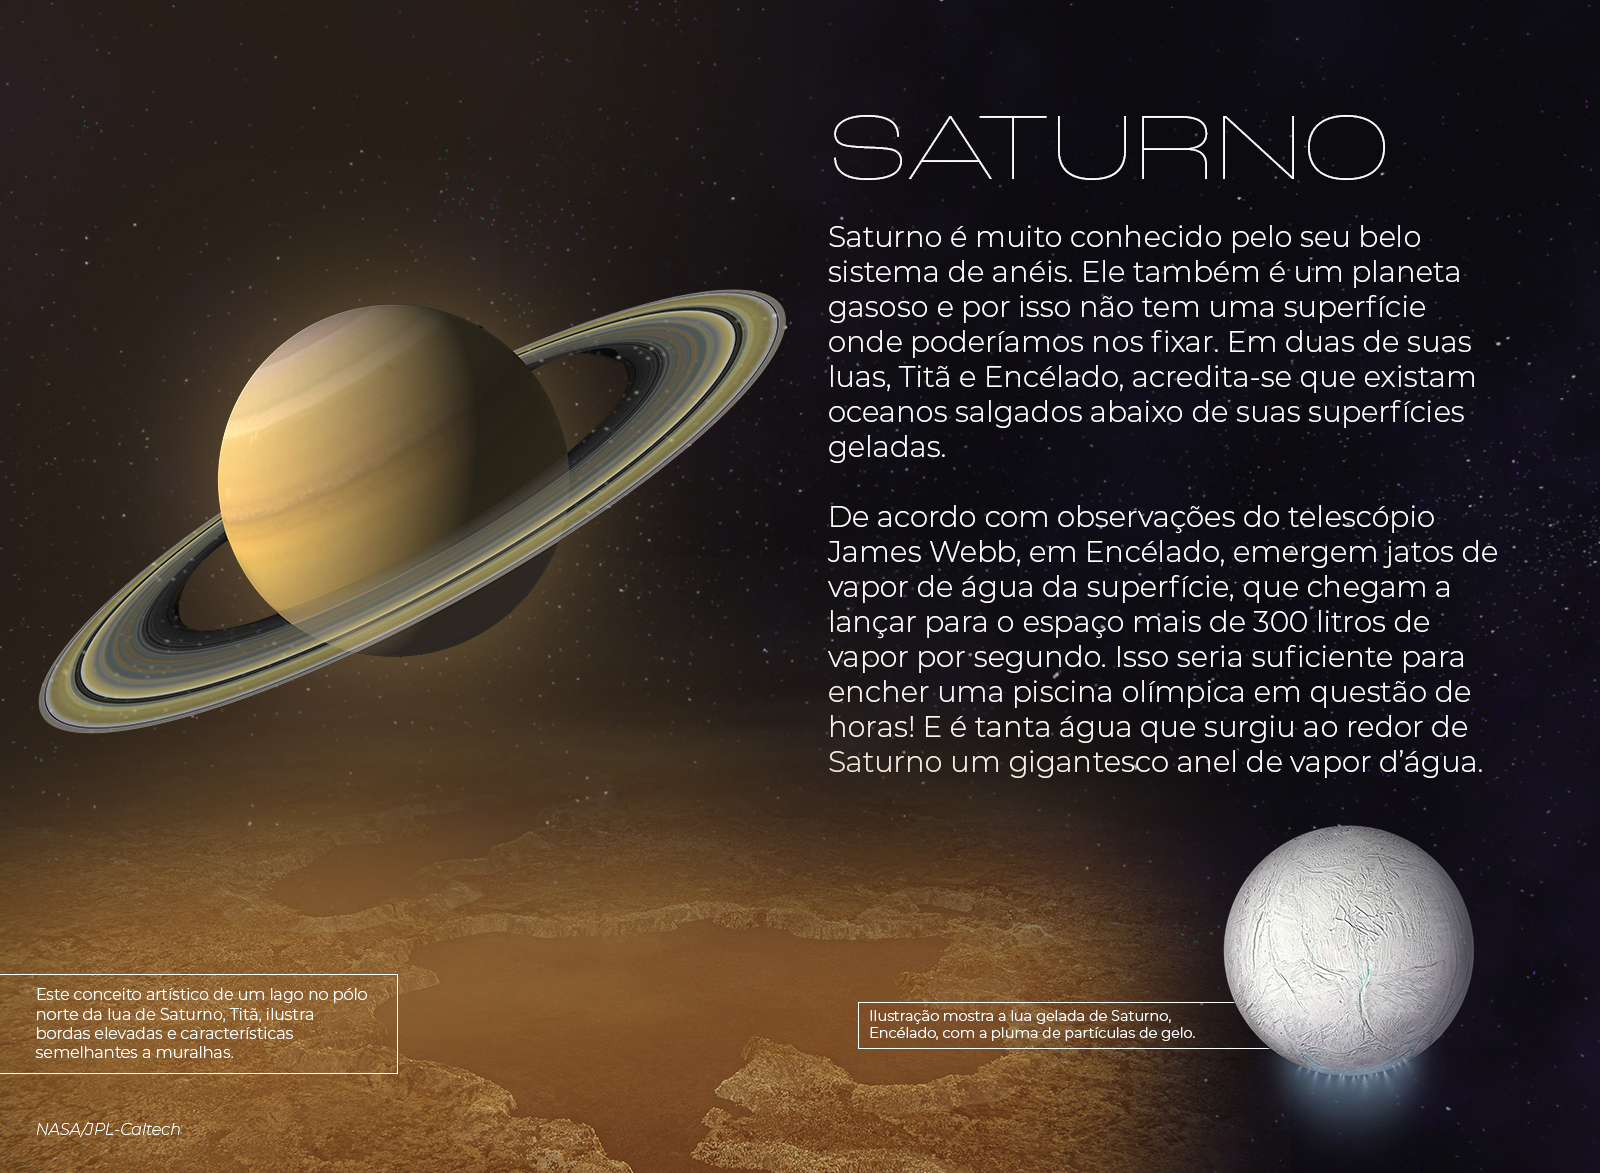 SATURNO
Saturno é muito conhecido pelo seu belo
sistema de anéis. Ele também é um planeta
gasoso e por isso não tem uma superfície
onde poderíamos nos fixar. Em duas de suas
luas, Titã e Encélado, acredita-se que existam
oceanos salgados abaixo de suas superfícies
geladas.
De acordo com observações do telescópio
James Webb, em Encélado, emergem jatos de
vapor de água da superfície, que chegam a
lançar para o espaço mais de 300 litros de
vapor por segundo. Isso seria suficiente para
encher uma piscina olímpica em questão de
horas! E é tanta água que surgiu ao redor de
Saturno um gigantesco anel de vapor d’água.
Este conceito artístico de um lago no pólo
norte da lua de Saturno, Titã, ilustra
bordas elevadas e características
semelhantes a muralhas.
Ilustração mostra a lua gelada de Saturno,
Encélado, com a pluma de partículas de gelo.
NASA/JPL-Caltech